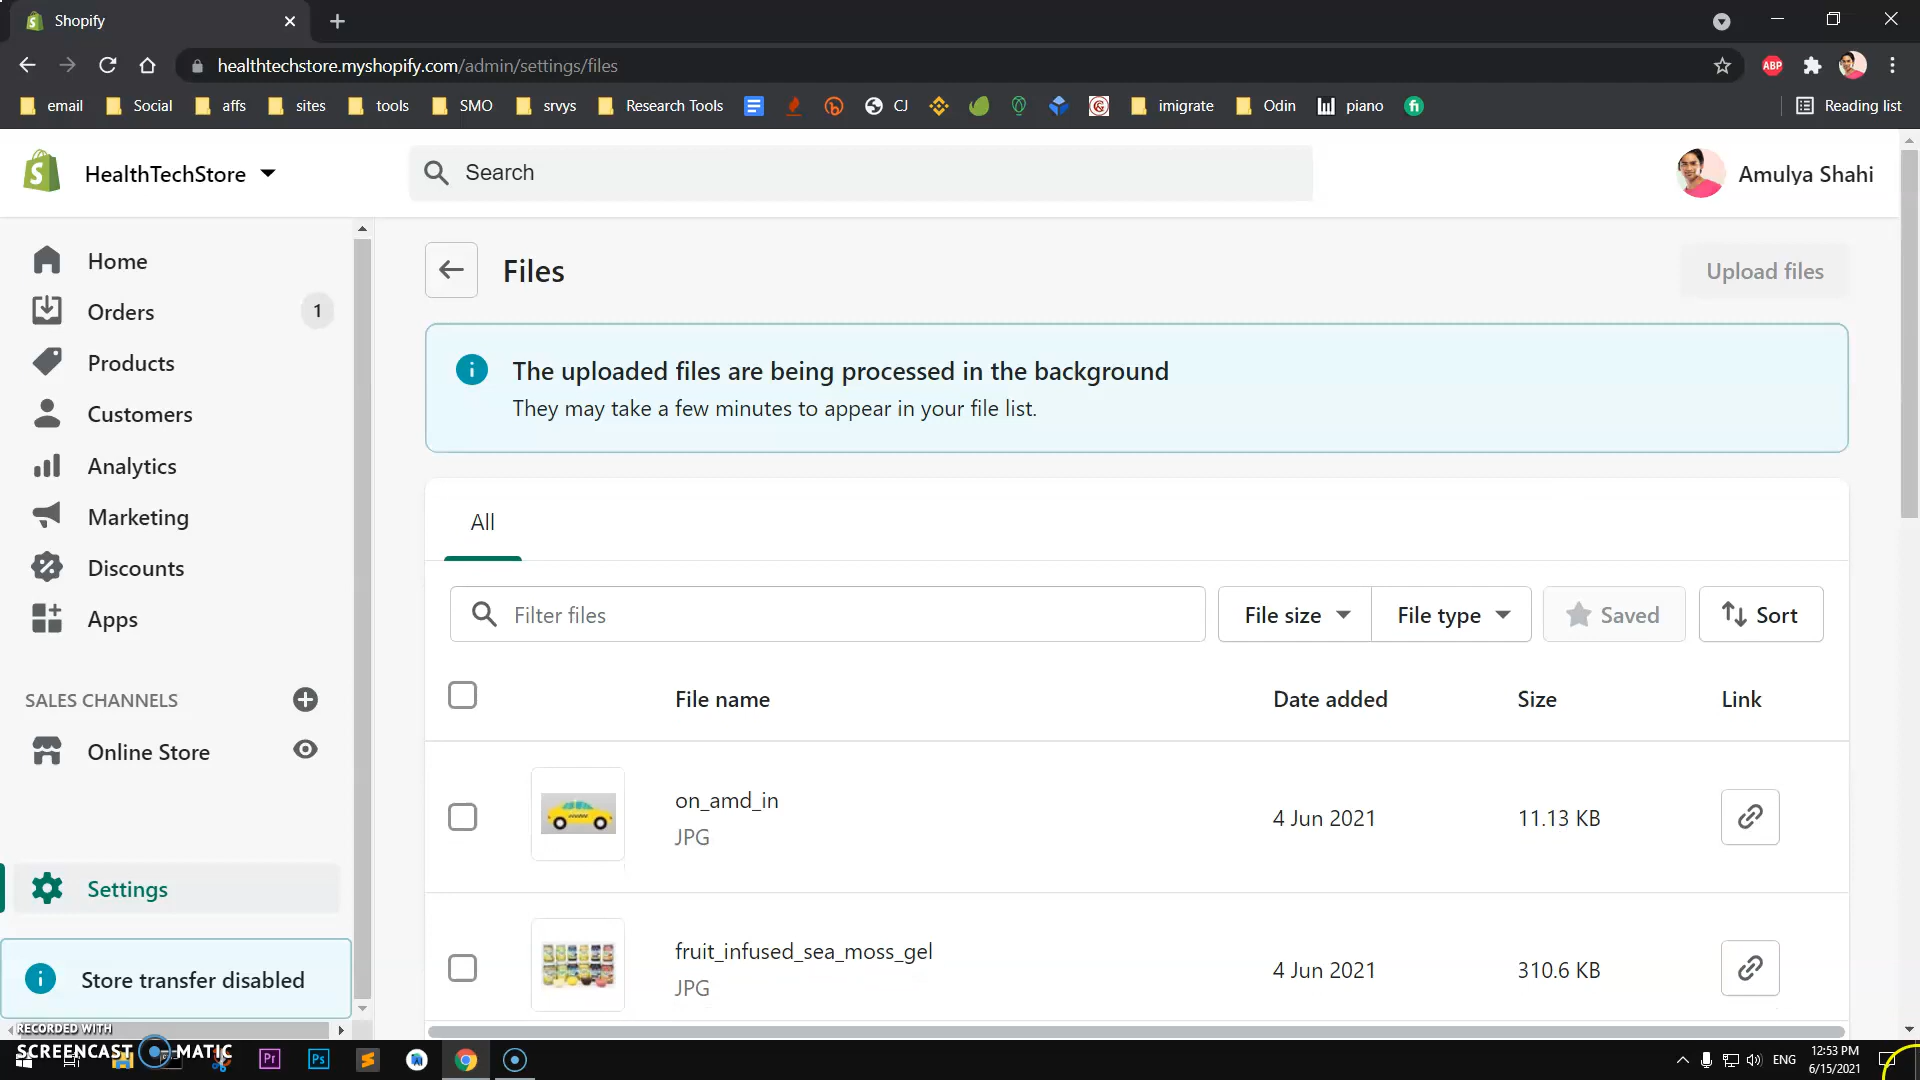 Shopify
healthtechstore.myshopify.com/admin/settings/files
ABP
email
Social
affs
sites
tools
SMO
srvys
Research Tools
CJ
imigrate
Odin
piano
Reading list
HealthTechStore
Search
Amulya Shahi
Home
Orders
1
Products
Customers
Analytics
Marketing
Discounts
Apps
SALES CHANNELS
Online Store
Settings
Store transfer disabled
Files
Upload files
The uploaded files are being processed in the background
They may take a few minutes to appear in your file list.
All
Filter files
File size
File type
Saved
Sort
File name
Date added
Size
Link
on_amd_in
JPG
4 Jun 2021
11.13 KB
fruit_infused_sea_moss_gel
JPG
4 Jun 2021
310.6 KB
RECORDED WITH
SCREENCAST MATIC
Pr
Ps
ENG
12:53 PM
6/15/2021